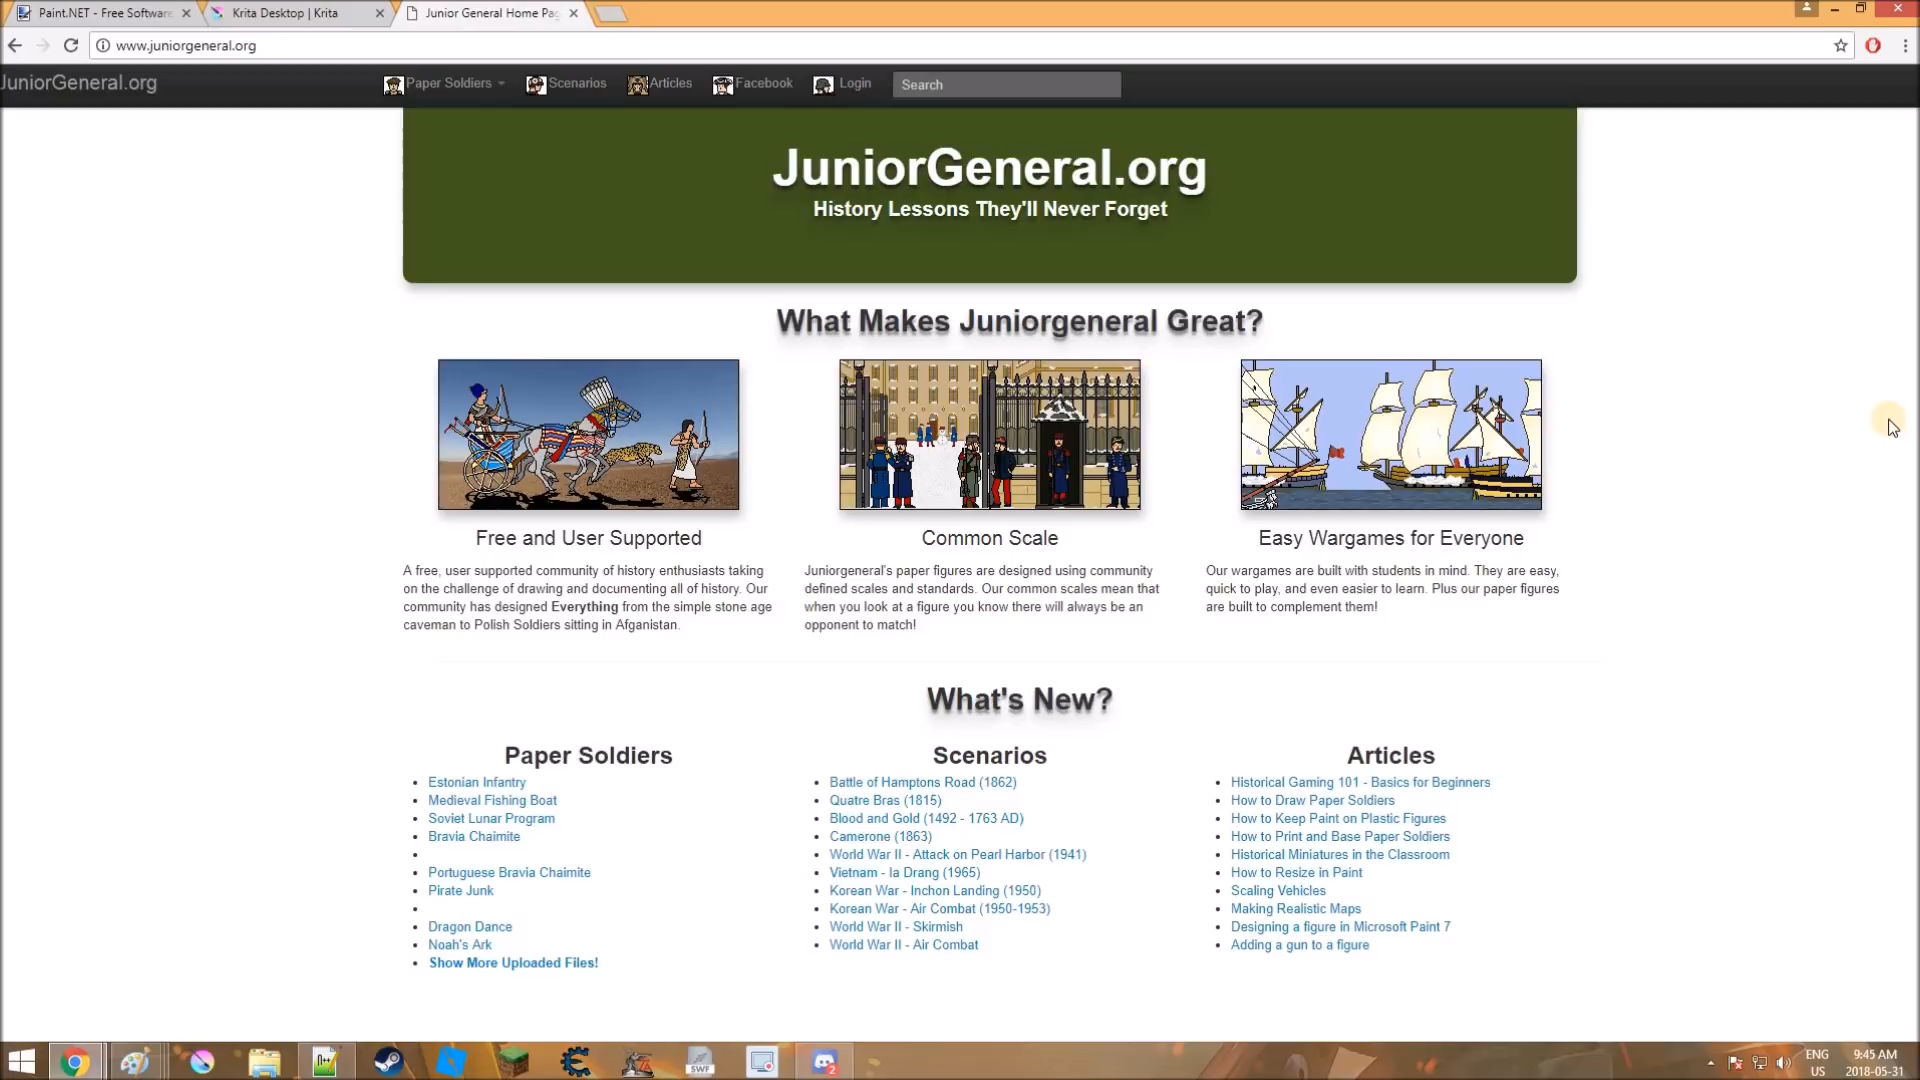 Paint.NET - Free Software
Krita Desktop | Krita
Junior General Home Pa
www.juniorgeneral.org
JuniorGeneral.org
Paper Soldiers
Scenarios
Articles
Facebook
Login
Search
JuniorGeneral.org
History Lessons They'll Never Forget
What Makes Juniorgeneral Great?
Free and User Supported
A free, user supported community of history enthusiasts taking
on the challenge of drawing and documenting all of history. Our
community has designed Everything from the simple stone age
caveman to Polish Soldiers sitting in Afganistan.
Common Scale
Juniorgeneral's paper figures are designed using community
defined scales and standards. Our common scales mean that
when you look at a figure you know there will always be an
opponent to match!
Easy Wargames for Everyone
Our wargames are built with students in mind. They are easy,
quick to play, and even easier to learn. Plus our paper figures
are built to complement them!
What's New?
Paper Soldiers
Estonian Infantry
Medieval Fishing Boat
Soviet Lunar Program
Bravia Chaimite
Portuguese Bravia Chaimite
Pirate Junk
Dragon Dance
Noah's Ark
Show More Uploaded Files!
Scenarios
Battle of Hamptons Road (1862)
Quatre Bras (1815)
Blood and Gold (1492 - 1763 AD)
Camerone (1863)
World War II - Attack on Pearl Harbor (1941)
Vietnam - Ia Drang (1965)
Korean War - Inchon Landing (1950)
Korean War - Air Combat (1950-1953)
World War II - Skirmish
World War II - Air Combat
Articles
Historical Gaming 101 - Basics for Beginners
How to Draw Paper Soldiers
How to Keep Paint on Plastic Figures
How to Print and Base Paper Soldiers
Historical Miniatures in the Classroom
How to Resize in Paint
Scaling Vehicles
Making Realistic Maps
Designing a figure in Microsoft Paint 7
Adding a gun to a figure
SWF
2
ENG
US
9:45 AM
2018-05-31